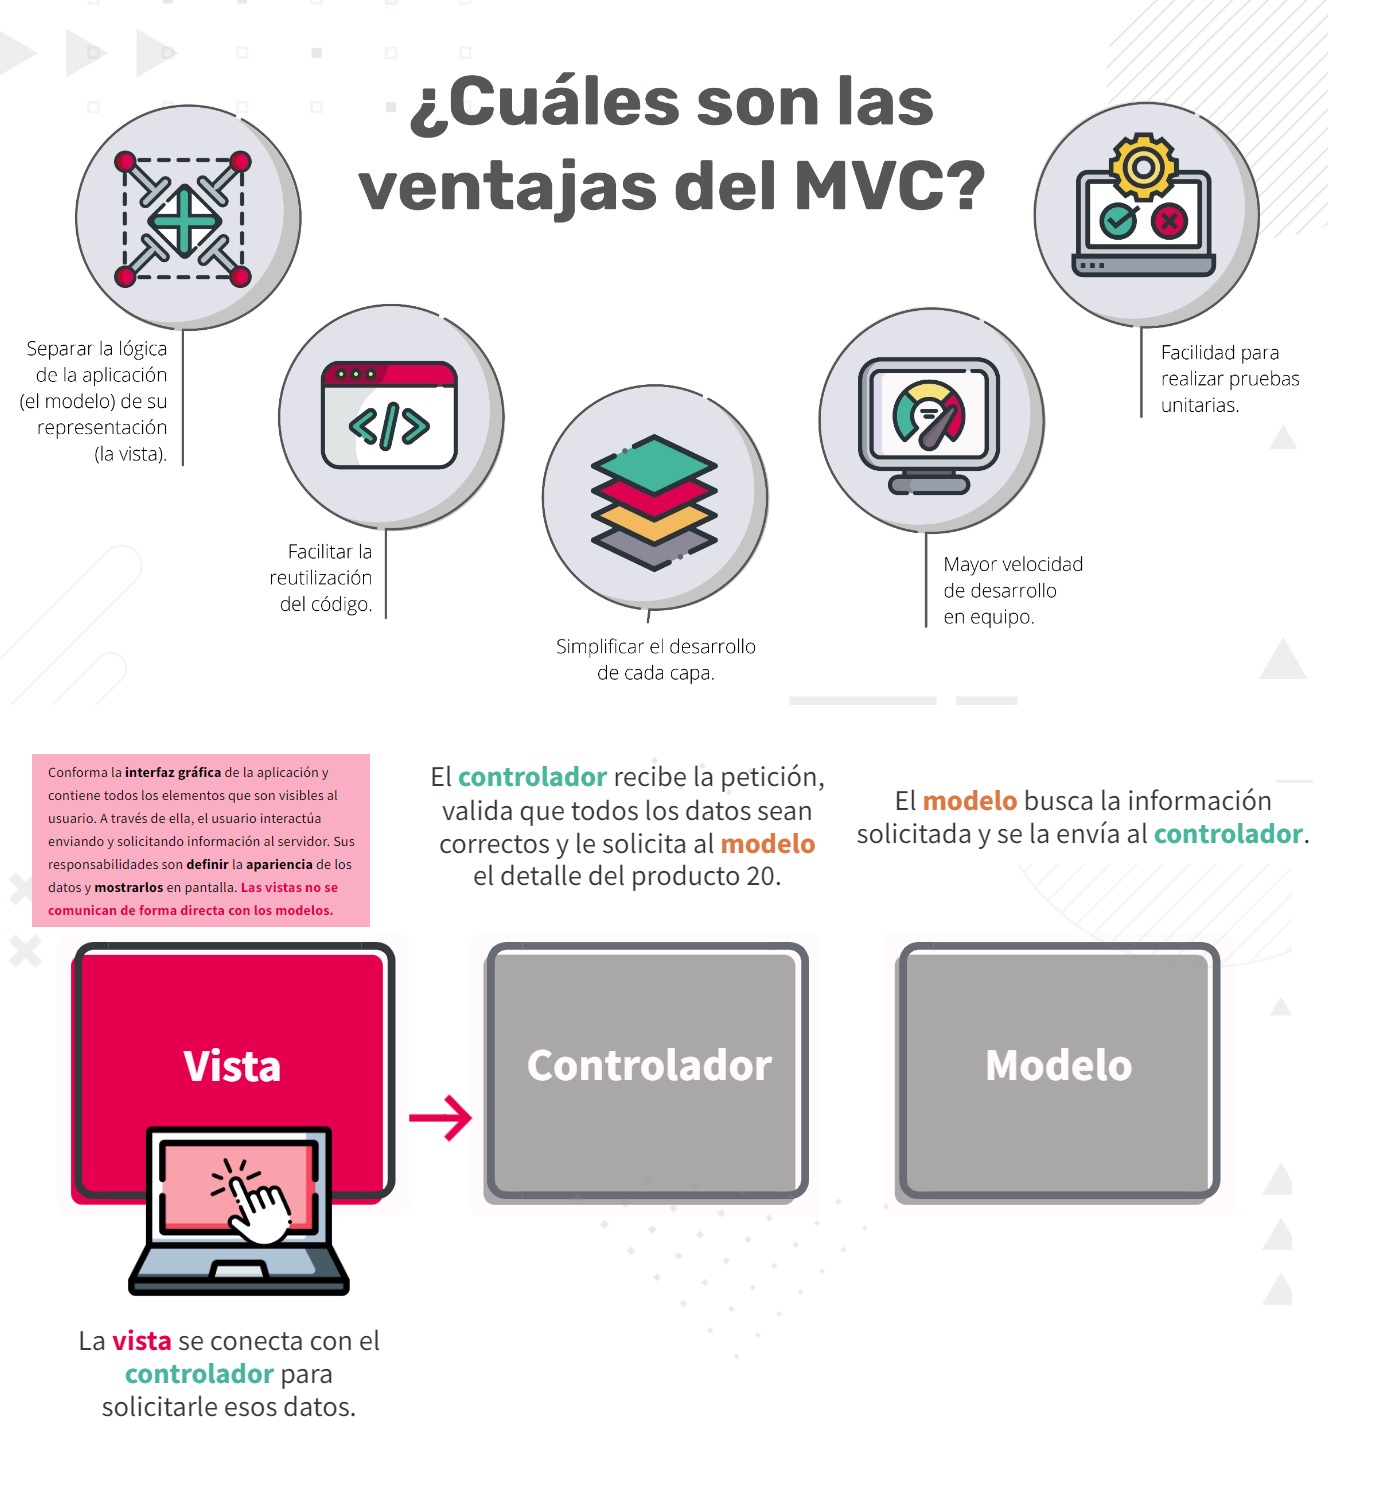 ¿Cuáles son las
ventajas del MVC?
Separar la lógica
de la aplicación
(el modelo) de su
representación
(la vista).
Facilitar la
reutilización
del código.
Simplificar el desarrollo
de cada capa.
Mayor velocidad
de desarrollo
en equipo.
Facilidad para
realizar pruebas
unitarias.
Conforma la interfaz gráfica de la aplicación y
contiene todos los elementos que son visibles al
usuario. A través de ella, el usuario interactúa
enviando y solicitando información al servidor. Sus
responsabilidades son definir la apariencia de los
datos y mostrarlos en pantalla. Las vistas no se
comunican de forma directa con los modelos.
El controlador recibe la petición,
valida que todos los datos sean
correctos y le solicita al modelo
el detalle del producto 20.
El modelo busca la información
solicitada y se la envía al controlador.
Vista
Controlador
Modelo
La vista se conecta con el
controlador para
solicitarle esos datos.